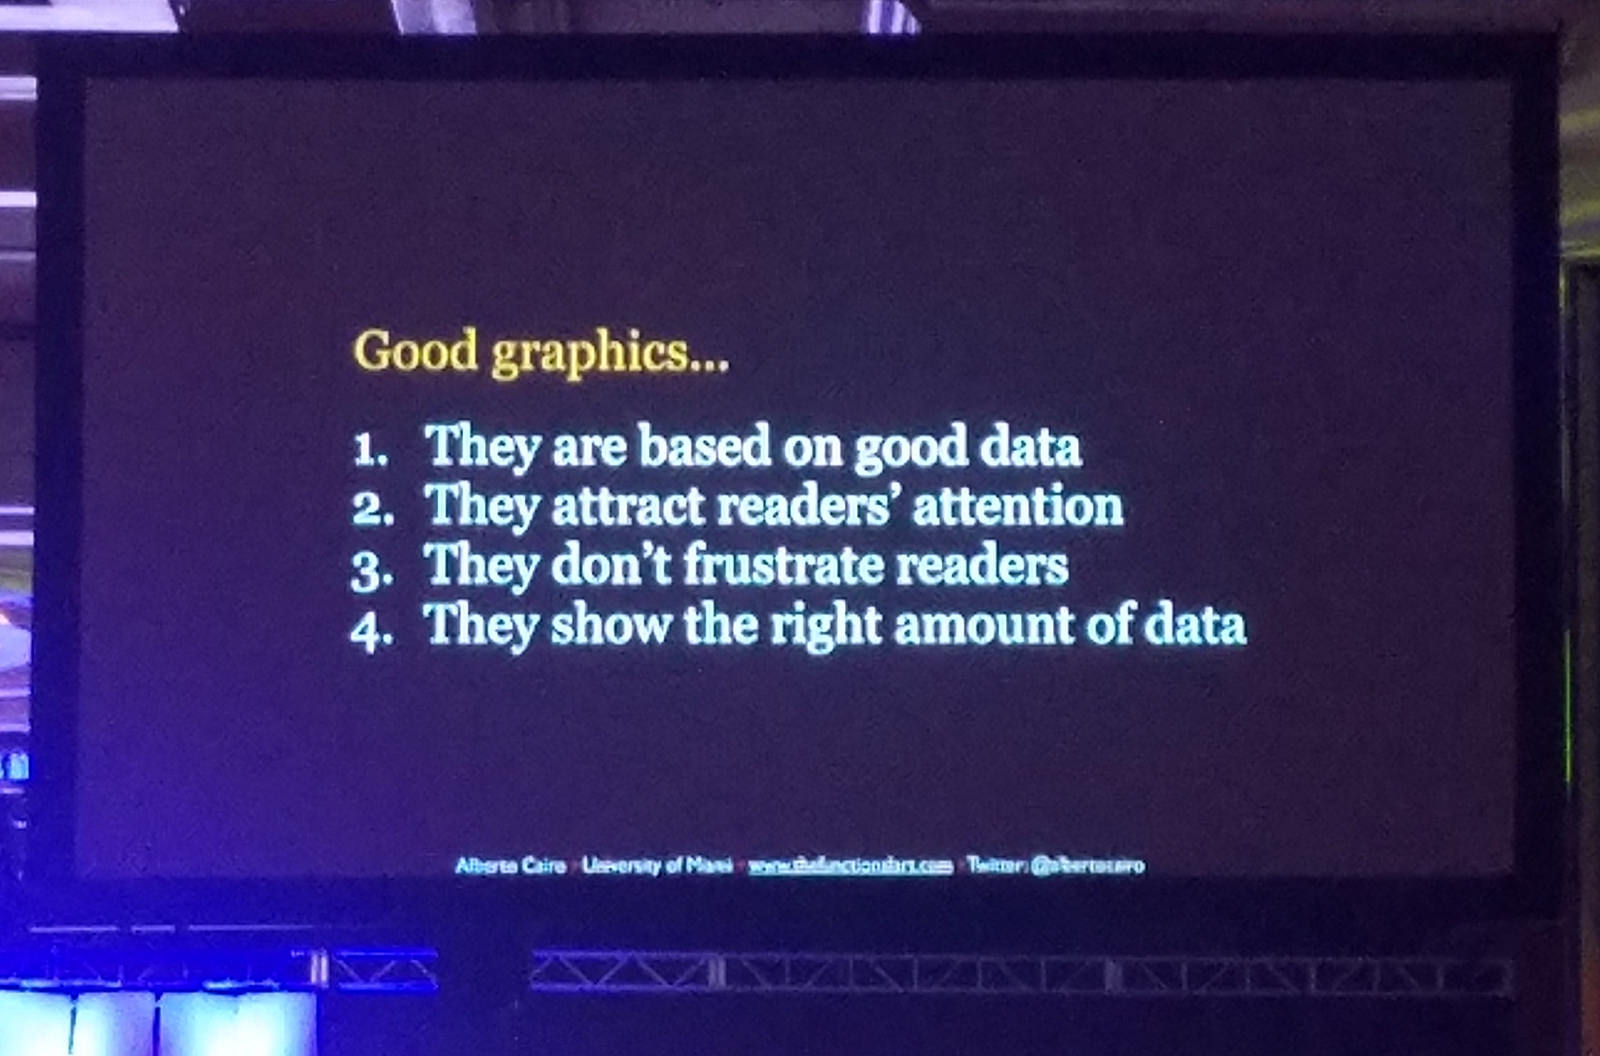 Good graphics...
1. They are based on good data
2. They attract readers’ attention
3. They don’t frustrate readers
4. They show the right amount of data
Alberto Cairo • University of Miami • www.thefunctionalart.com • Twitter: @albertocairo